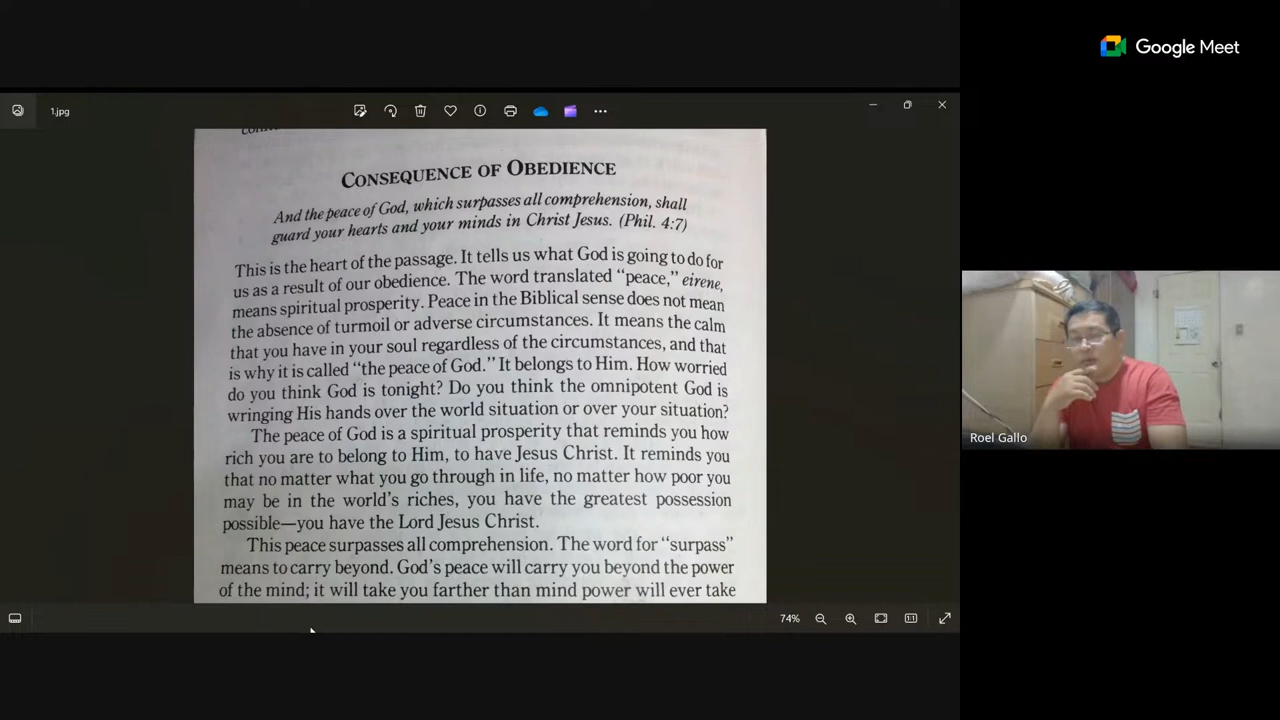 Google Meet
1.jpg
CONSEQUENCE OF OBEDIENCE
And the peace of God, which surpasses all comprehension, shall
guard your hearts and your minds in Christ Jesus. (Phil. 4:7)
This is the heart of the passage. It tells us what God is going to do for
us as a result of our obedience. The word translated “peace,” eirene,
means spiritual prosperity. Peace in the Biblical sense does not mean
the absence of turmoil or adverse circumstances. It means the calm
that you have in your soul regardless of the circumstances, and that
is why it is called “the peace of God.” It belongs to Him. How worried
do you think God is tonight? Do you think the omnipotent God is
wringing His hands over the world situation or over your situation?
The peace of God is a spiritual prosperity that reminds you how
rich you are to belong to Him, to have Jesus Christ. It reminds you
that no matter what you go through in life, no matter how poor you
may be in the world’s riches, you have the greatest possession
possible—you have the Lord Jesus Christ.
This peace surpasses all comprehension. The word for “surpass”
means to carry beyond. God’s peace will carry you beyond the power
of the mind; it will take you farther than mind power will ever take
Roel Gallo
74%
1:1